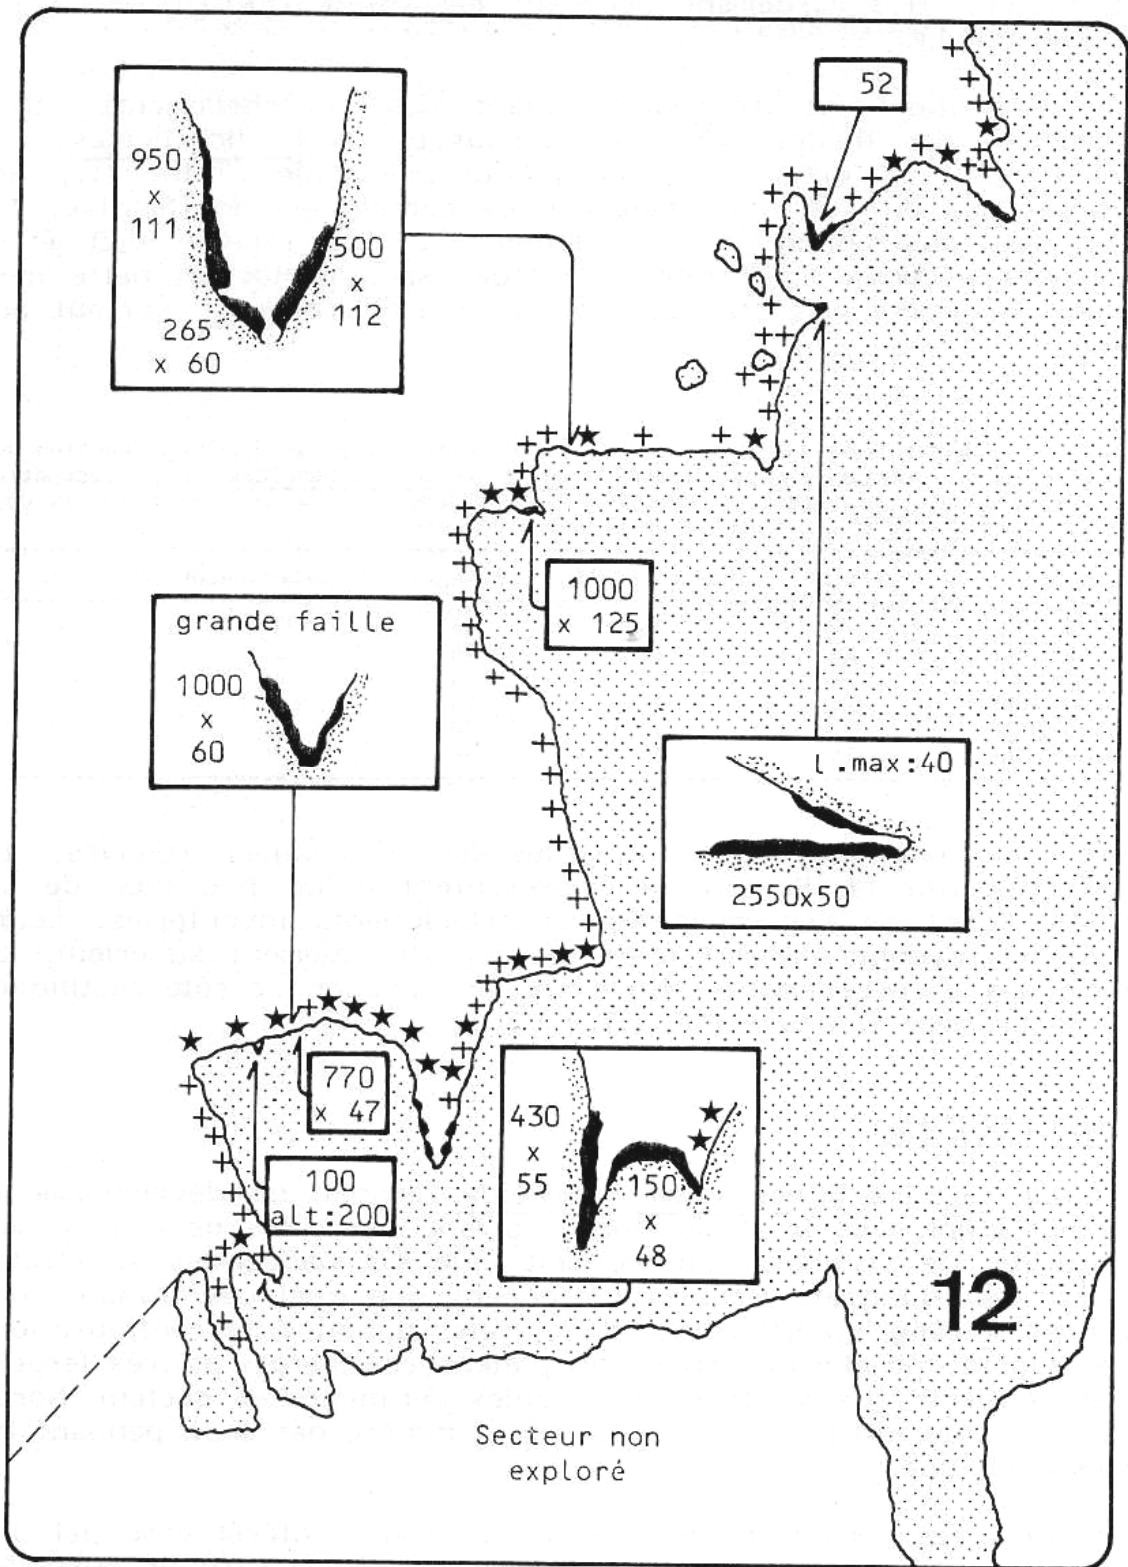 52
950
x
111
500
x
112
265
x 60
1000
x 125
grande faille
1000
x
60
l.max:40
2550x50
770
x 47
430
x
55
150
x
48
100
alt:200
12
Secteur non
exploré